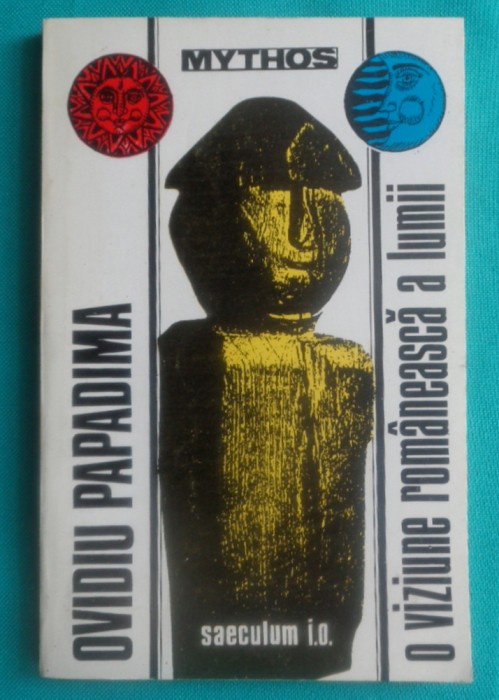 MYTHOS
OVIDIU PAPADIMA
o viziune românească a lumii
saeculum i.o.